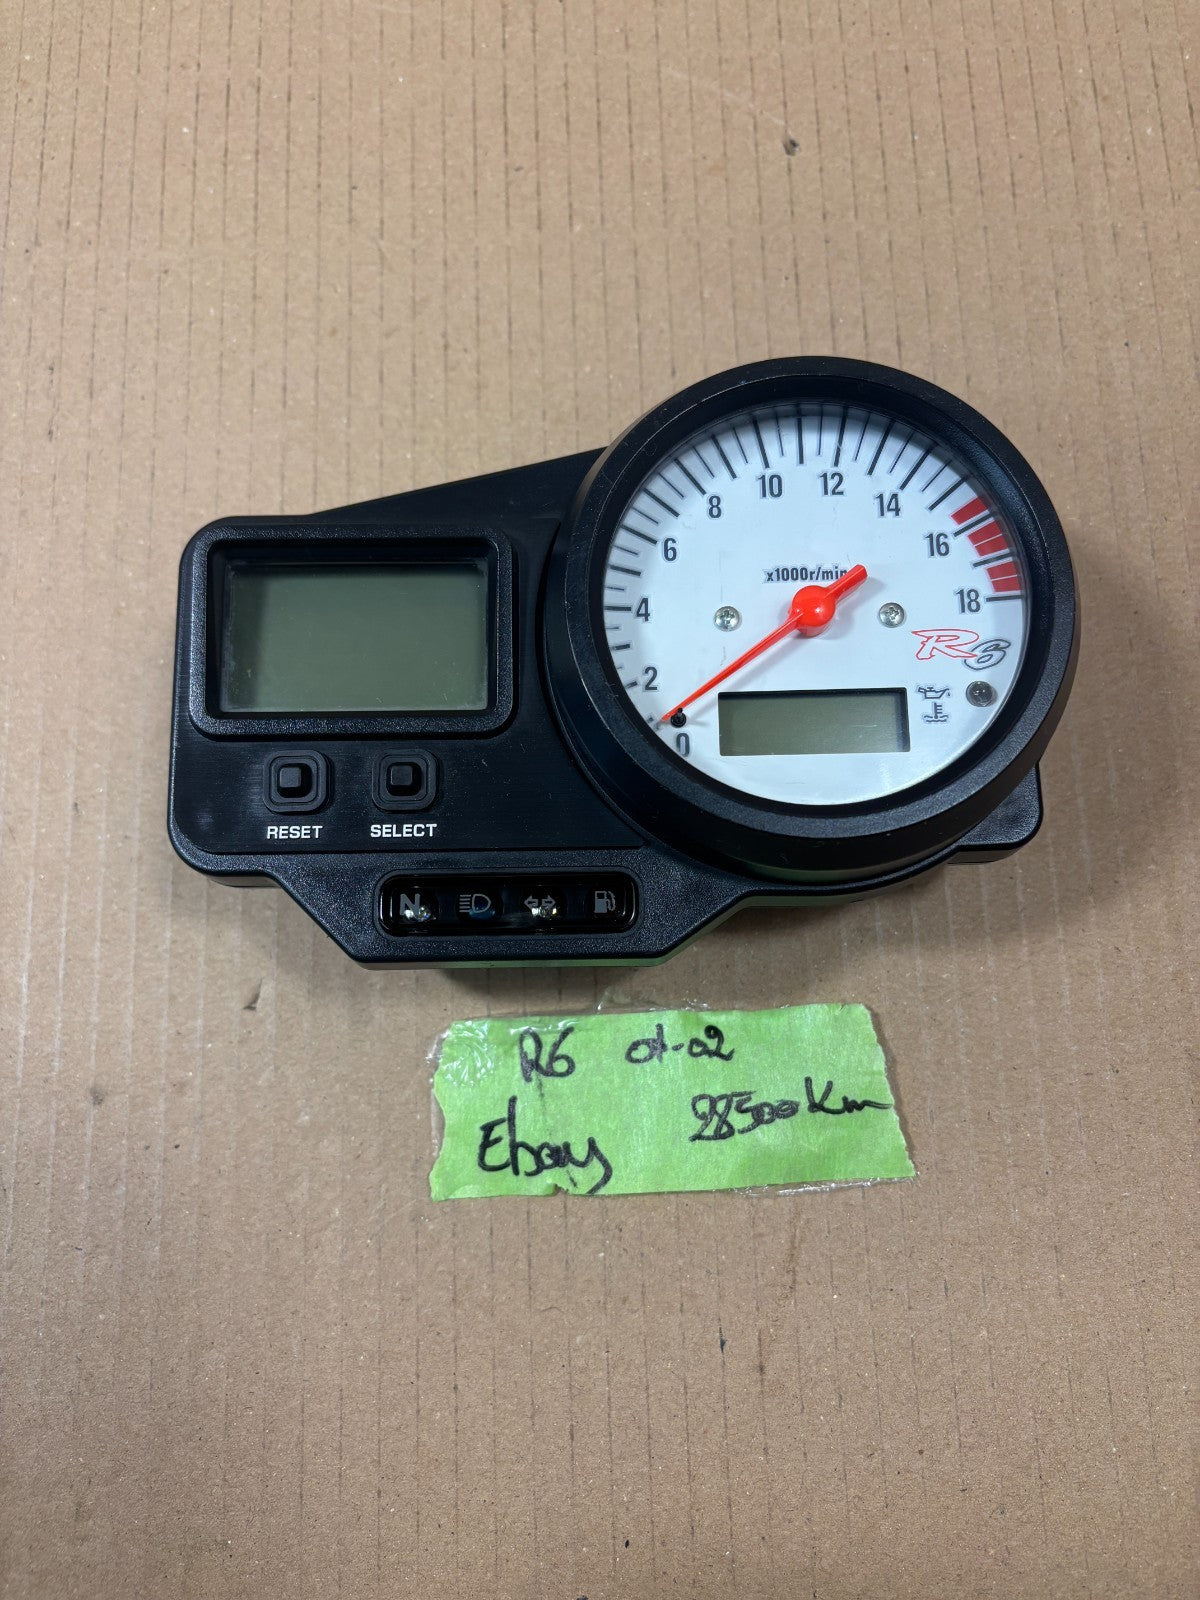 10 12
8 14
6 16
x1000r/min
4 18
R6
2
0
RESET SELECT
N
R6 01-02
Ebay 28500 Km